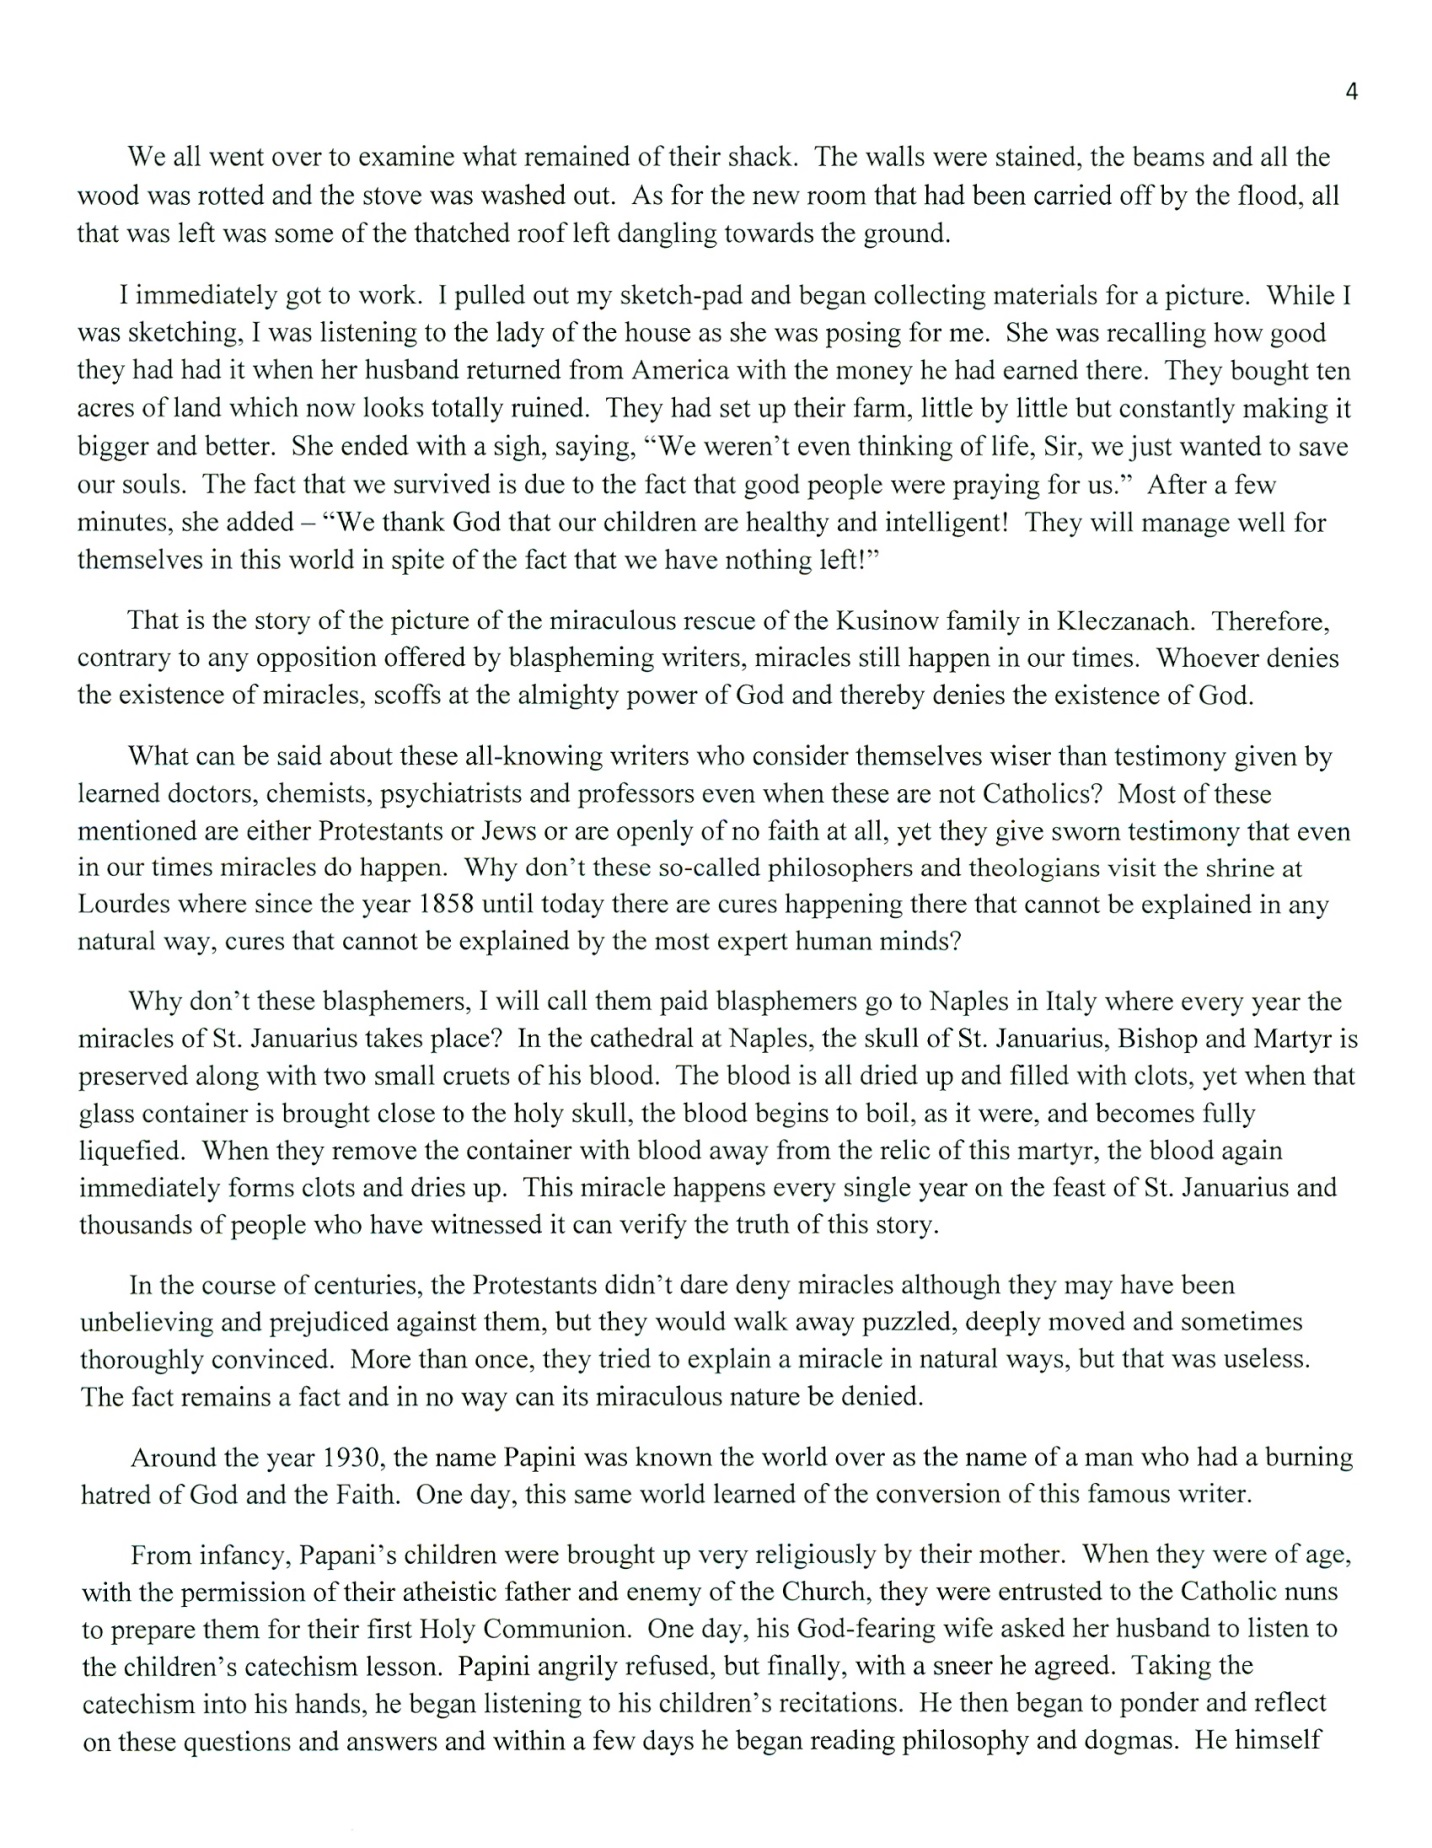 4
We all went over to examine what remained of their shack.  The walls were stained, the beams and all the
wood was rotted and the stove was washed out.  As for the new room that had been carried off by the flood, all
that was left was some of the thatched roof left dangling towards the ground.
I immediately got to work.  I pulled out my sketch-pad and began collecting materials for a picture.  While I
was sketching, I was listening to the lady of the house as she was posing for me.  She was recalling how good
they had had it when her husband returned from America with the money he had earned there.  They bought ten
acres of land which now looks totally ruined.  They had set up their farm, little by little but constantly making it
bigger and better.  She ended with a sigh, saying, “We weren’t even thinking of life, Sir, we just wanted to save
our souls.  The fact that we survived is due to the fact that good people were praying for us.”  After a few
minutes, she added – “We thank God that our children are healthy and intelligent!  They will manage well for
themselves in this world in spite of the fact that we have nothing left!”
That is the story of the picture of the miraculous rescue of the Kusinow family in Kleczanach.  Therefore,
contrary to any opposition offered by blaspheming writers, miracles still happen in our times.  Whoever denies
the existence of miracles, scoffs at the almighty power of God and thereby denies the existence of God.
What can be said about these all-knowing writers who consider themselves wiser than testimony given by
learned doctors, chemists, psychiatrists and professors even when these are not Catholics?  Most of these
mentioned are either Protestants or Jews or are openly of no faith at all, yet they give sworn testimony that even
in our times miracles do happen.  Why don’t these so-called philosophers and theologians visit the shrine at
Lourdes where since the year 1858 until today there are cures happening there that cannot be explained in any
natural way, cures that cannot be explained by the most expert human minds?
Why don’t these blasphemers, I will call them paid blasphemers go to Naples in Italy where every year the
miracles of St. Januarius takes place?  In the cathedral at Naples, the skull of St. Januarius, Bishop and Martyr is
preserved along with two small cruets of his blood.  The blood is all dried up and filled with clots, yet when that
glass container is brought close to the holy skull, the blood begins to boil, as it were, and becomes fully
liquefied.  When they remove the container with blood away from the relic of this martyr, the blood again
immediately forms clots and dries up.  This miracle happens every single year on the feast of St. Januarius and
thousands of people who have witnessed it can verify the truth of this story.
In the course of centuries, the Protestants didn’t dare deny miracles although they may have been
unbelieving and prejudiced against them, but they would walk away puzzled, deeply moved and sometimes
thoroughly convinced.  More than once, they tried to explain a miracle in natural ways, but that was useless.
The fact remains a fact and in no way can its miraculous nature be denied.
Around the year 1930, the name Papini was known the world over as the name of a man who had a burning
hatred of God and the Faith.  One day, this same world learned of the conversion of this famous writer.
From infancy, Papani’s children were brought up very religiously by their mother.  When they were of age,
with the permission of their atheistic father and enemy of the Church, they were entrusted to the Catholic nuns
to prepare them for their first Holy Communion.  One day, his God-fearing wife asked her husband to listen to
the children’s catechism lesson.  Papini angrily refused, but finally, with a sneer he agreed.  Taking the
catechism into his hands, he began listening to his children’s recitations.  He then began to ponder and reflect
on these questions and answers and within a few days he began reading philosophy and dogmas.  He himself